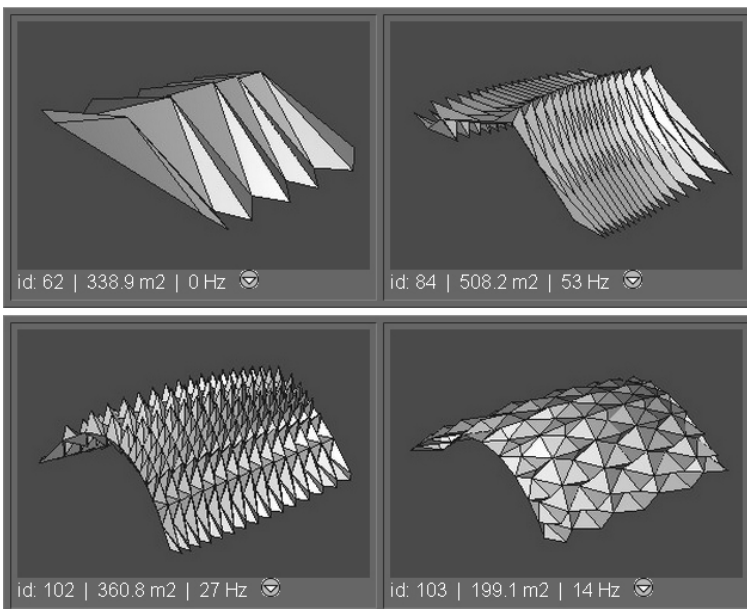 id: 62 | 338.9 m2 | 0 Hz
id: 84 | 508.2 m2 | 53 Hz
id: 102 | 360.8 m2 | 27 Hz
id: 103 | 199.1 m2 | 14 Hz